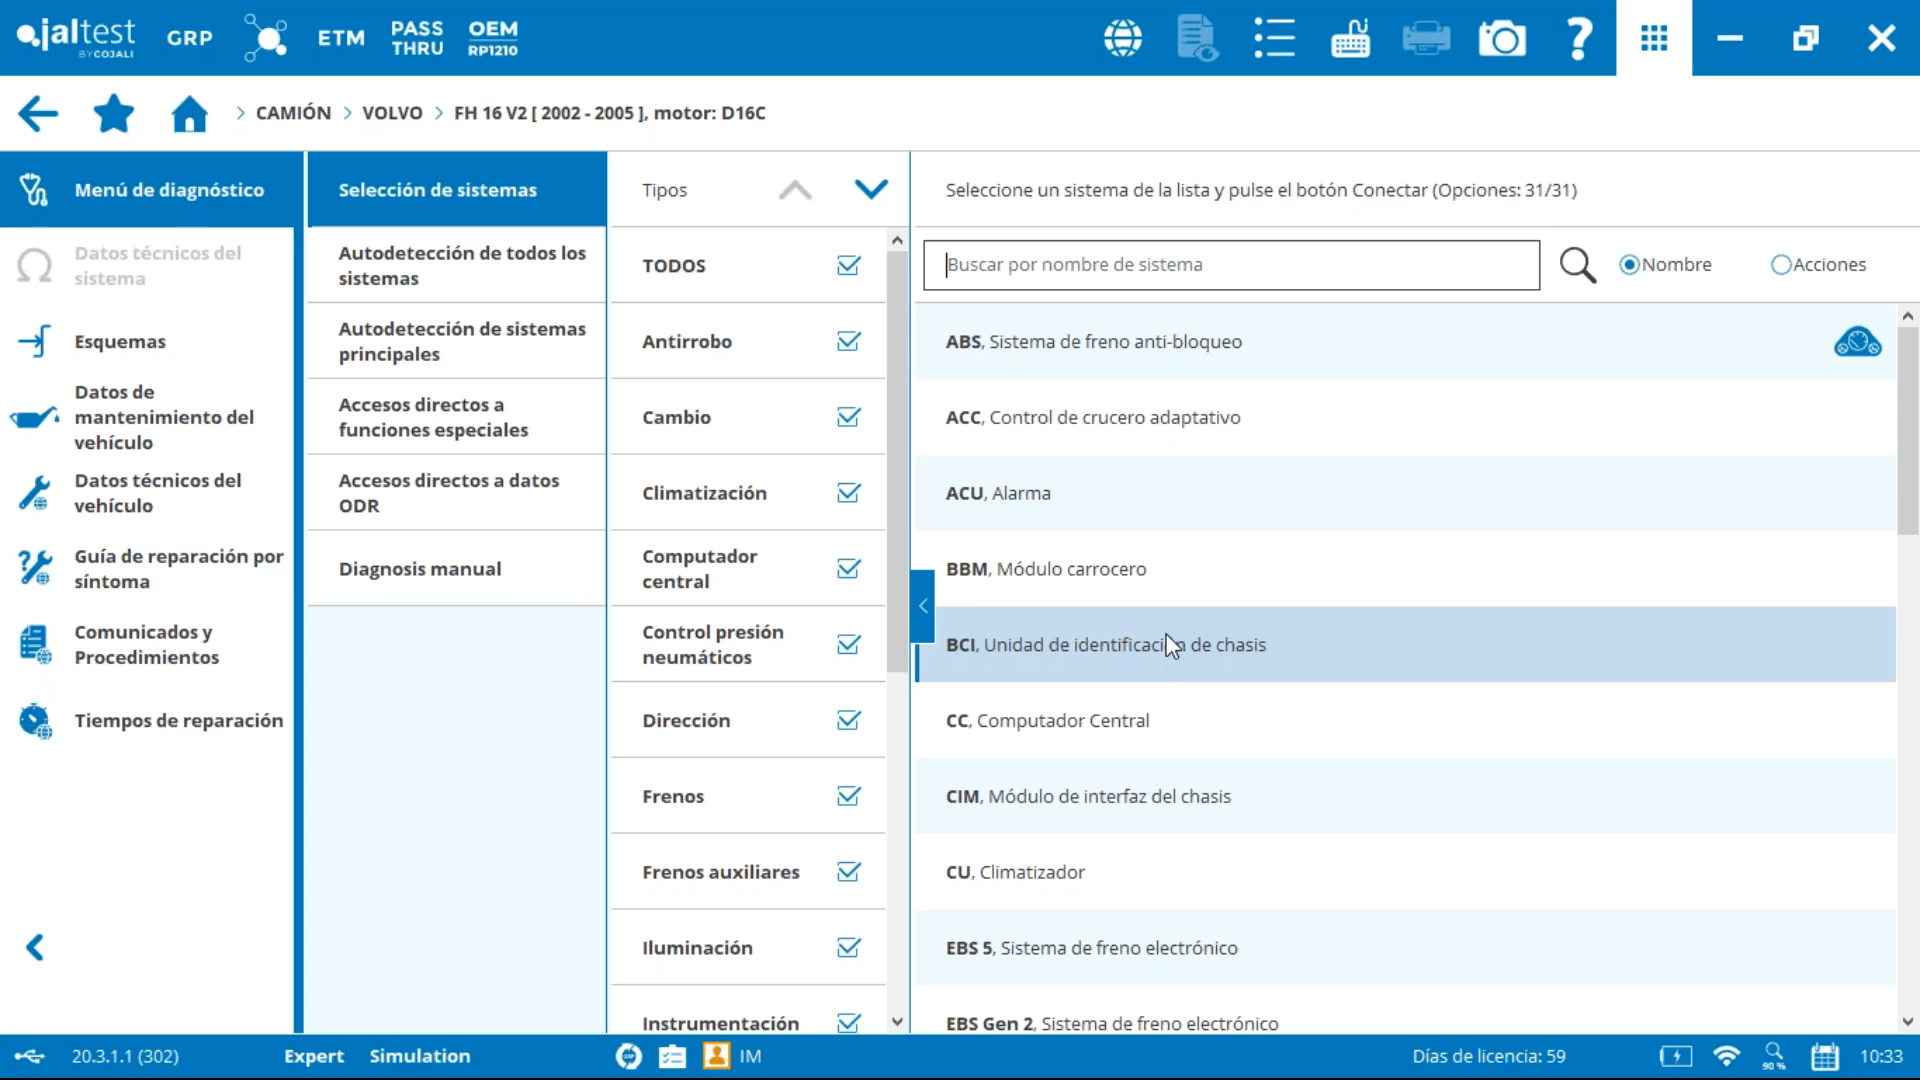 jaltest
BY COJALI
GRP
ETM
PASS
THRU
OEM
RP1210
> CAMIÓN > VOLVO > FH 16 V2 [ 2002 - 2005 ], motor: D16C
Menú de diagnóstico
Datos técnicos del
sistema
Esquemas
Datos de
mantenimiento del
vehículo
Datos técnicos del
vehículo
Guía de reparación por
síntoma
Comunicados y
Procedimientos
Tiempos de reparación
Selección de sistemas
Autodetección de todos los
sistemas
Autodetección de sistemas
principales
Accesos directos a
funciones especiales
Accesos directos a datos
ODR
Diagnosis manual
Tipos
TODOS
Antirrobo
Cambio
Climatización
Computador
central
Control presión
neumáticos
Dirección
Frenos
Frenos auxiliares
Iluminación
Instrumentación
Seleccione un sistema de la lista y pulse el botón Conectar (Opciones: 31/31)
Buscar por nombre de sistema
Nombre
Acciones
ABS, Sistema de freno anti-bloqueo
ACC, Control de crucero adaptativo
ACU, Alarma
BBM, Módulo carrocero
BCI, Unidad de identificación de chasis
CC, Computador Central
CIM, Módulo de interfaz del chasis
CU, Climatizador
EBS 5, Sistema de freno electrónico
EBS Gen 2, Sistema de freno electrónico
20.3.1.1 (302)
Expert
Simulation
IM
Días de licencia: 59
90 %
10:33